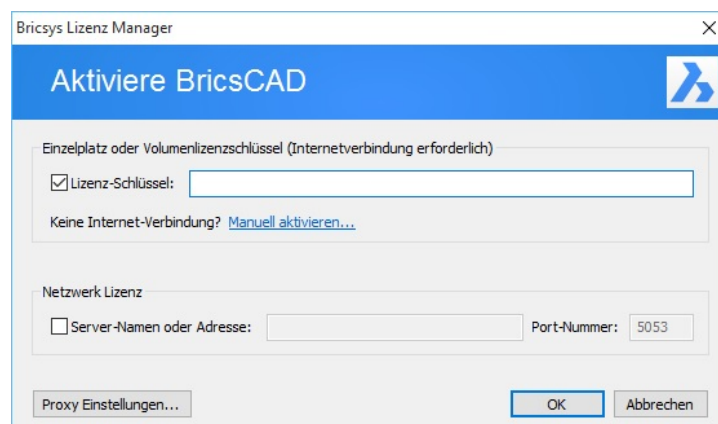 Bricsys Lizenz Manager
Aktiviere BricsCAD
Einzelplatz oder Volumenlizenzschlüssel (Internetverbindung erforderlich)
Lizenz-Schlüssel:
Keine Internet-Verbindung? Manuell aktivieren...
Netzwerk Lizenz
Server-Namen oder Adresse: Port-Nummer: 5053
Proxy Einstellungen... OK Abbrechen